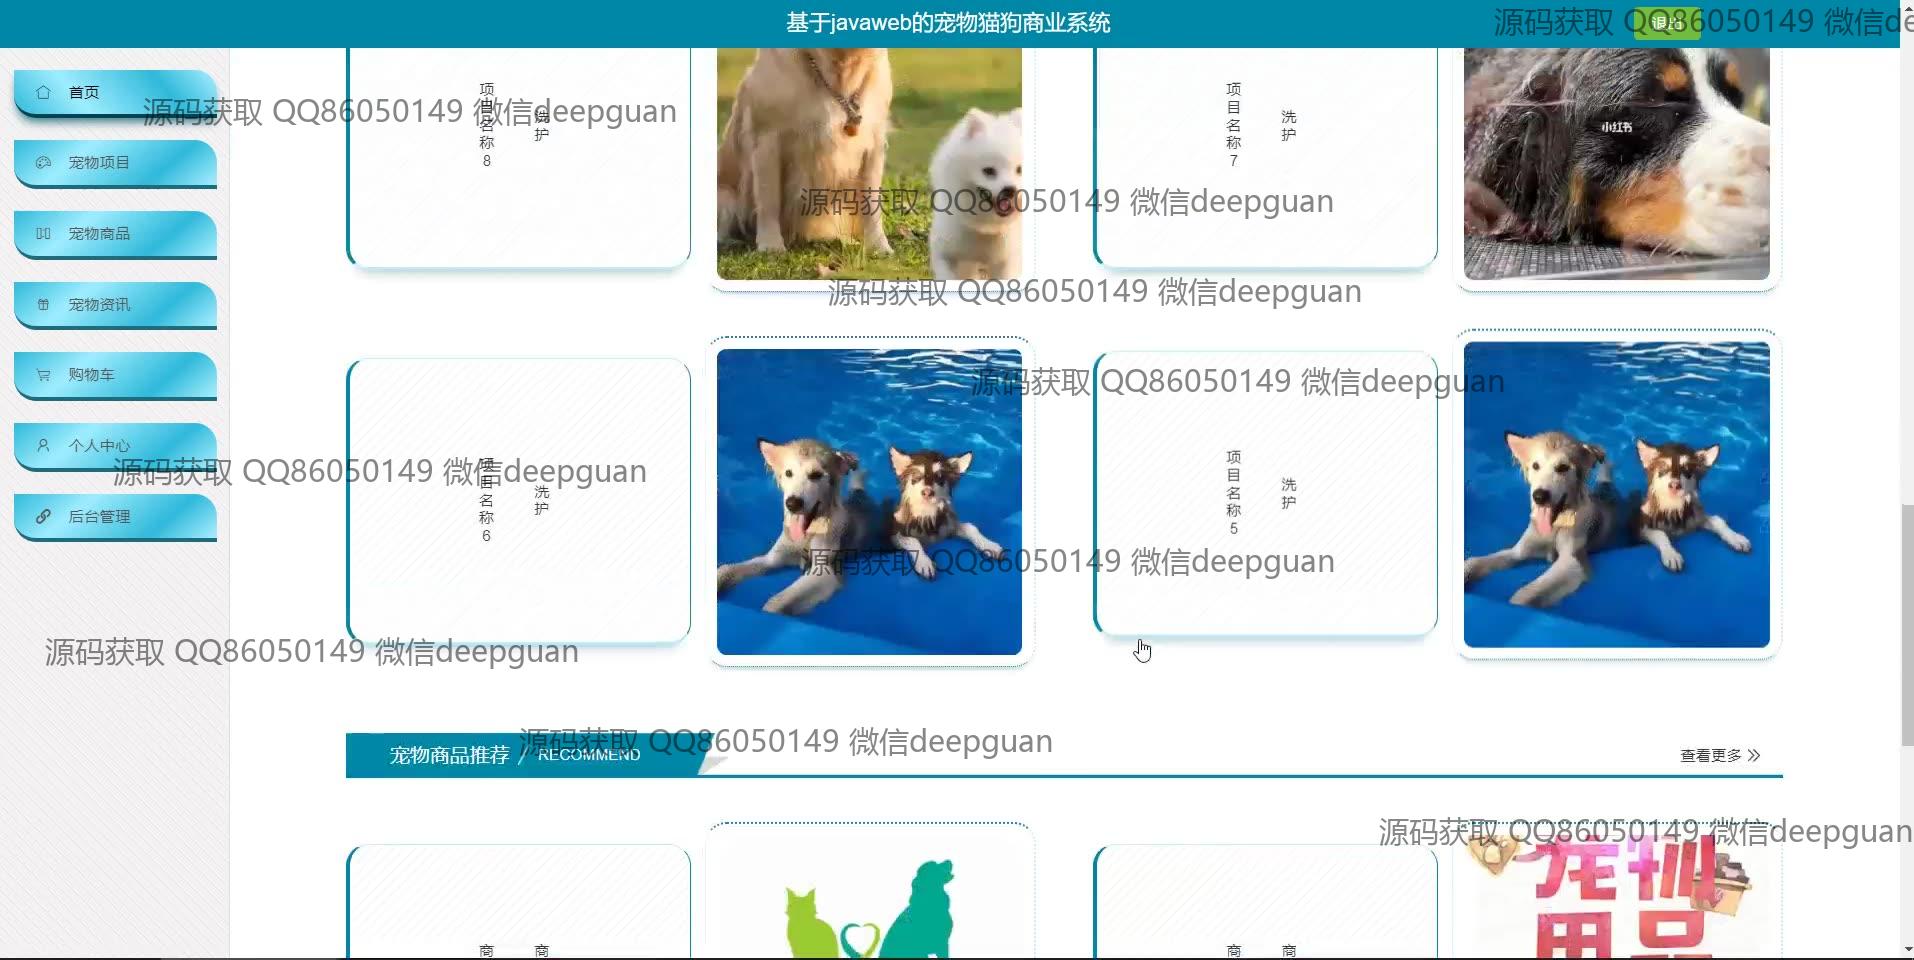 基于javaweb的宠物猫狗商业系统
退出
源码获取 QQ86050149 微信de
首页
宠物项目
宠物商品
宠物资讯
购物车
个人中心
后台管理
源码获取 QQ86050149 微信deepguan
项目名称8
洗护
项目名称7
洗护
小红书
源码获取 QQ86050149 微信deepguan
源码获取 QQ86050149 微信deepguan
源码获取 QQ86050149 微信deepguan
项目名称6
洗护
项目名称5
洗护
源码获取 QQ86050149 微信deepguan
源码获取 QQ86050149 微信deepguan
源码获取 QQ86050149 微信deepguan
宠物商品推荐 / RECOMMEND
源码获取 QQ86050149 微信deepguan
查看更多
源码获取 QQ86050149 微信deepguan
宠物
用品
商
商
商
商